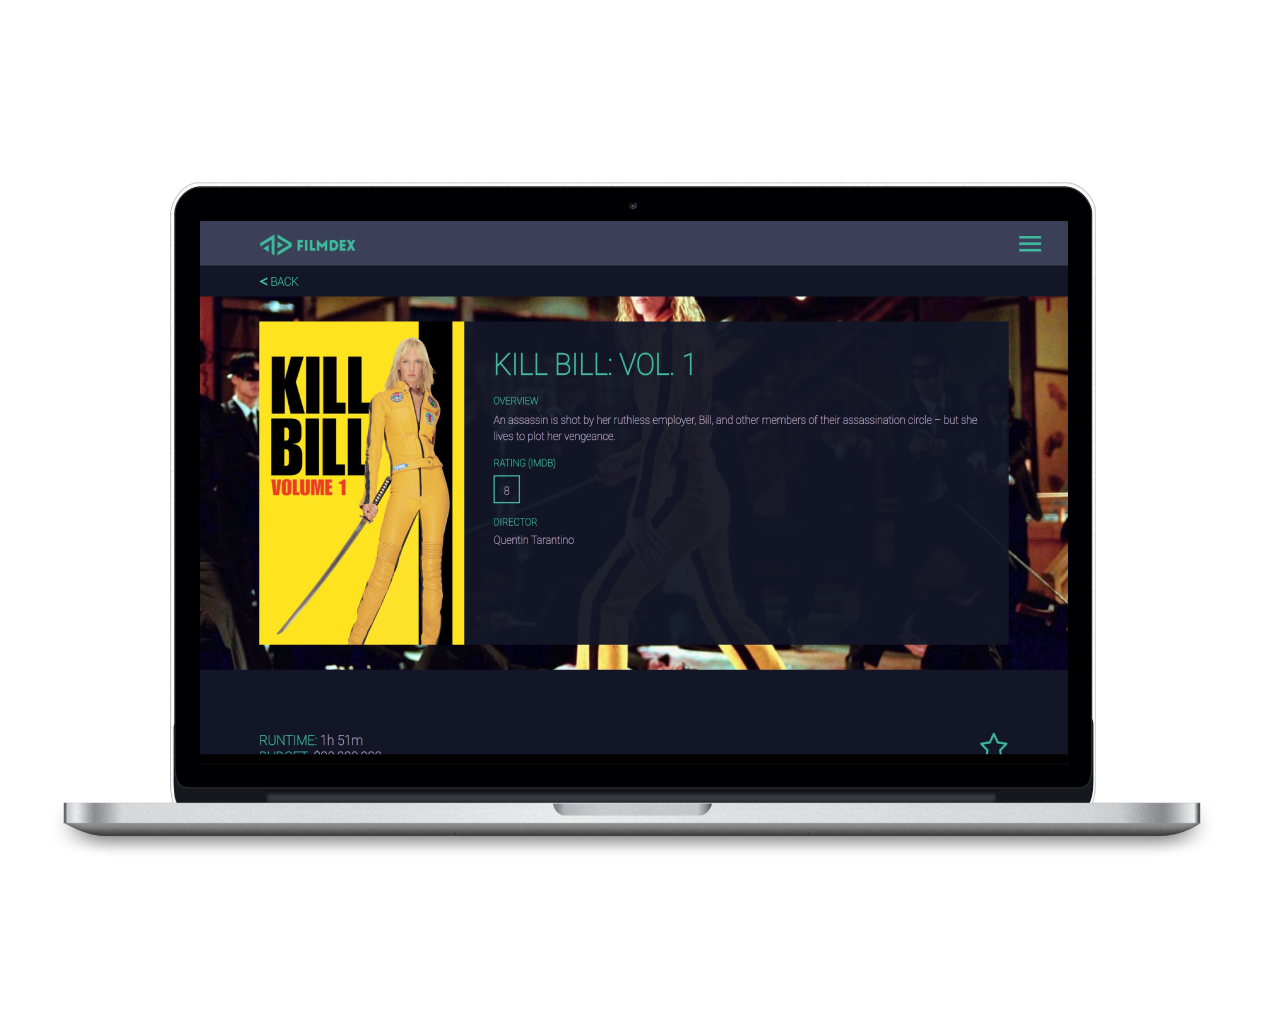 FILMDEX
< BACK
KILL BILL: VOL. 1
OVERVIEW
An assassin is shot by her ruthless employer, Bill, and other members of their assassination circle – but she
lives to plot her vengeance.
RATING (IMDB)
8
DIRECTOR
Quentin Tarantino
KILL
BILL
VOLUME 1
RUNTIME: 1h 51m